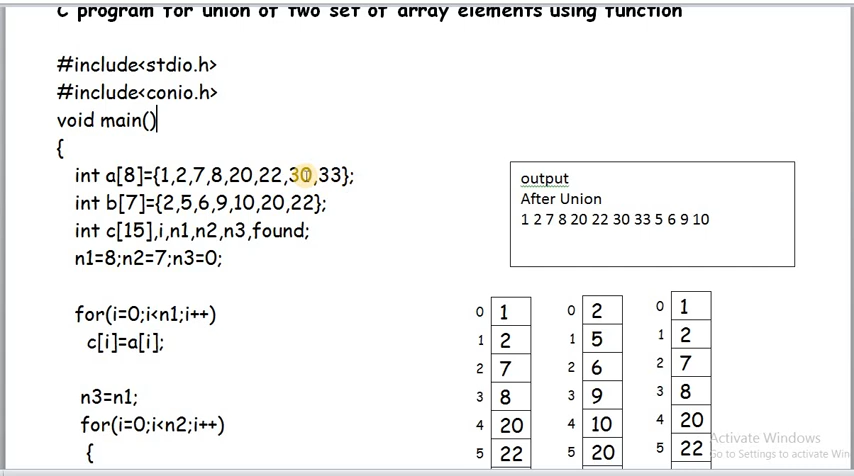 C program for union of two set of array elements using function
#include<stdio.h>
#include<conio.h>
void main()
{
int a[8]={1,2,7,8,20,22,30,33};
int b[7]={2,5,6,9,10,20,22};
int c[15],i,n1,n2,n3,found;
n1=8;n2=7;n3=0;
for(i=0;i<n1;i++)
c[i]=a[i];
n3=n1;
for(i=0;i<n2;i++)
{
output
After Union
1 2 7 8 20 22 30 33 5 6 9 10
0 1
1 2
2 7
3 8
4 20
5 22
0 2
1 5
2 6
3 9
4 10
5 20
0 1
1 2
2 7
3 8
4 20
5 22
Activate Windows
Go to Settings to activate Win